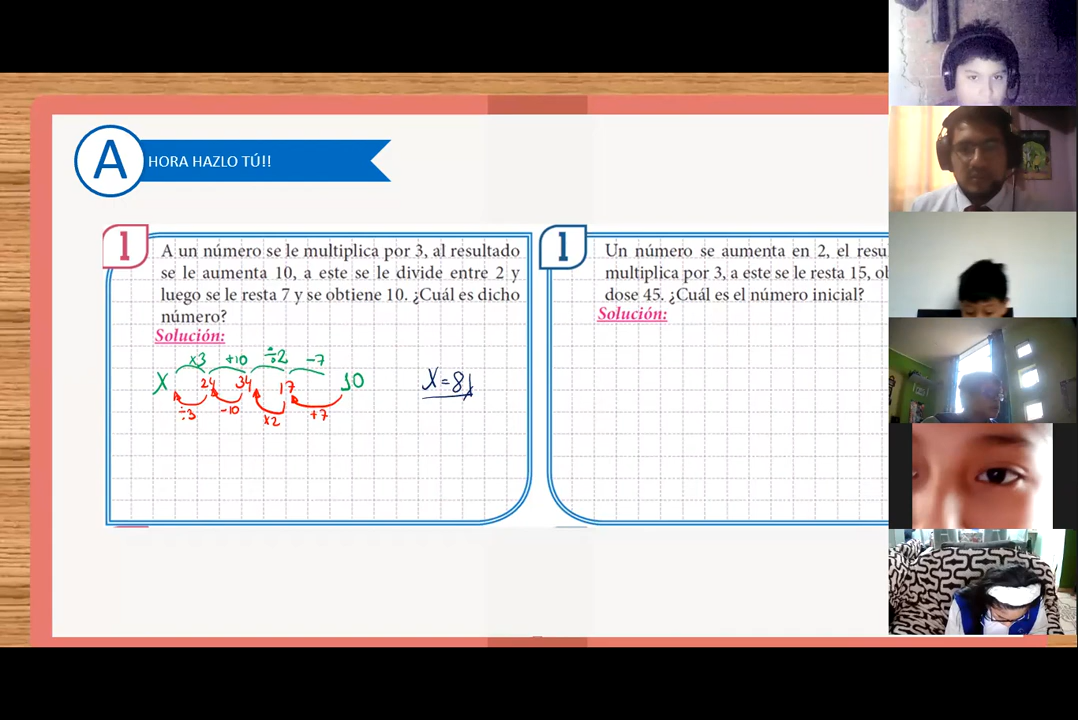 A
HORA HAZLO TÚ!!
1
A un número se le multiplica por 3, al resultado
se le aumenta 10, a este se le divide entre 2 y
luego se le resta 7 y se obtiene 10. ¿Cuál es dicho
número?
Solución:
x3 +10 ÷2 -7
X 24 34 17 10
÷3 -10 x2 +7
X=8
1
Un número se aumenta en 2, el resu
multiplica por 3, a este se le resta 15, ob
dose 45. ¿Cuál es el número inicial?
Solución: